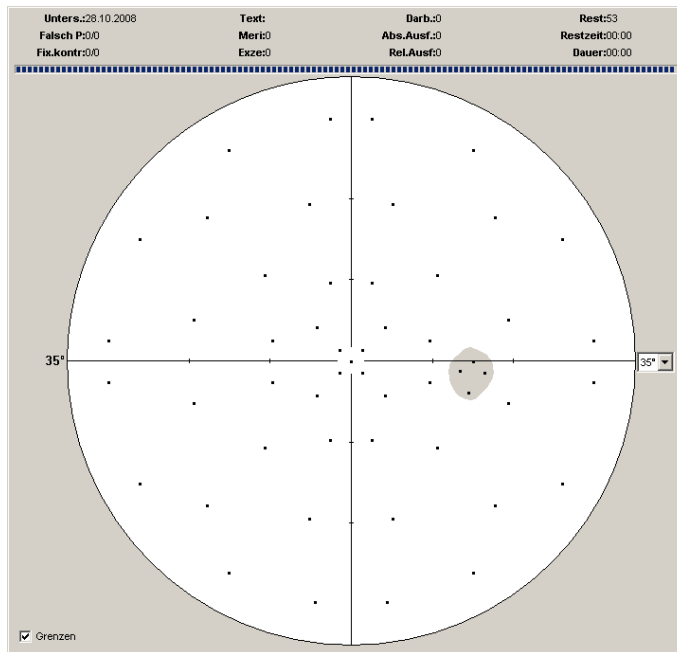 Unters.:28.10.2008 Text: Darb.:0 Rest:53
Falsch P:0/0 Meri:0 Abs.Ausf.:0 Restzeit:00:00
Fix.kontr:0/0 Exze:0 Rel.Ausf:0 Dauer:00:00
35° 35°
Grenzen